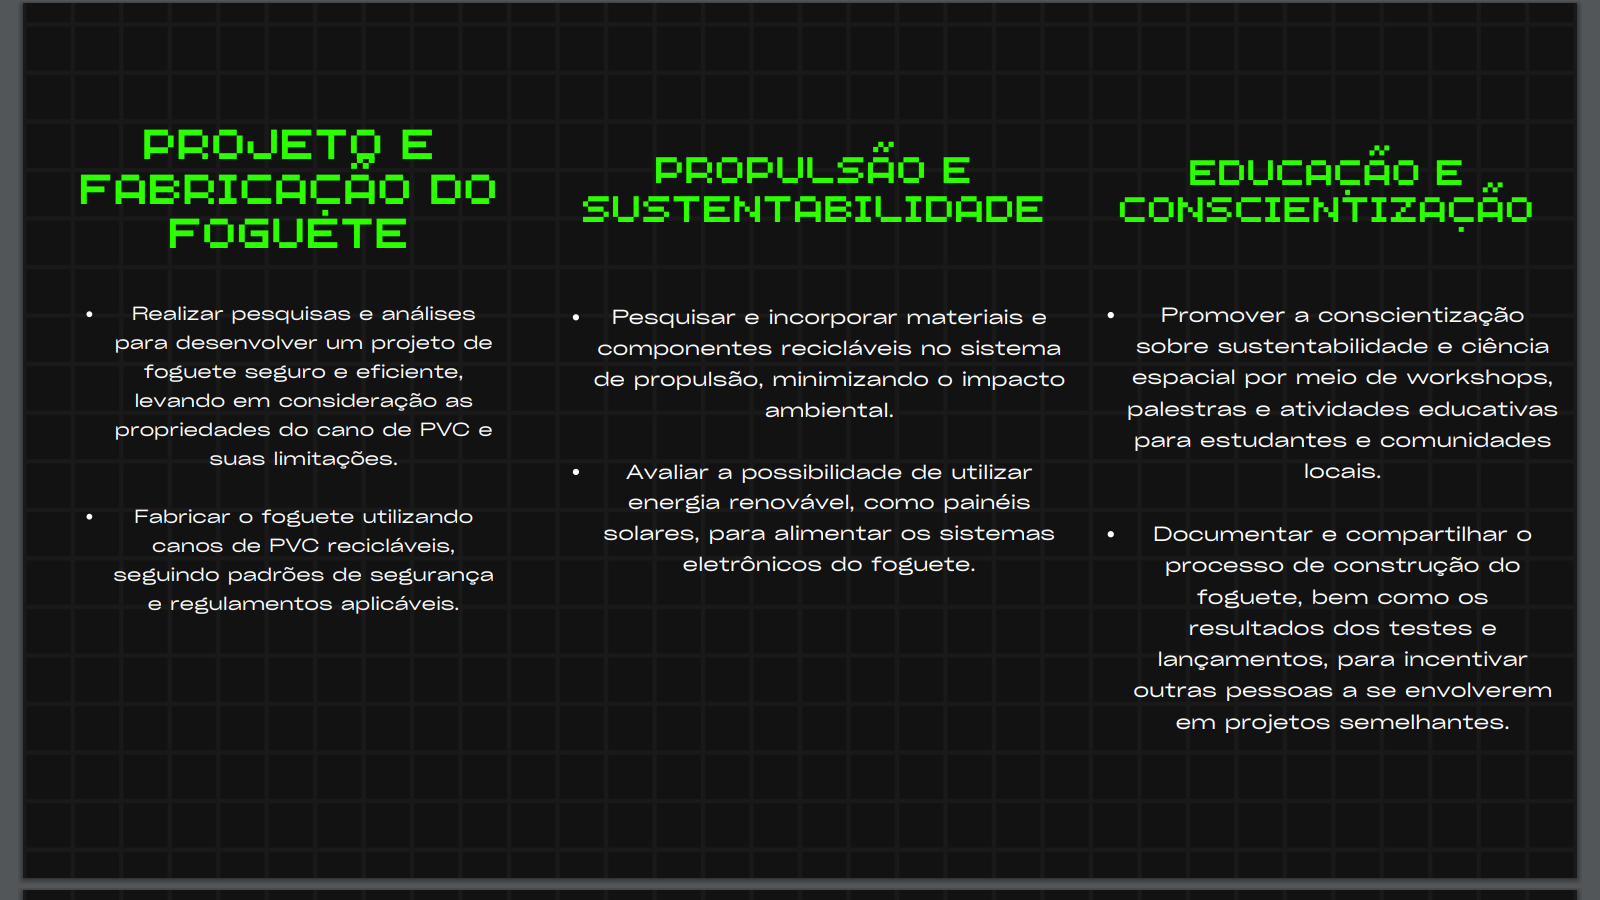 PROJETO E
FABRICAÇÃO DO
FOGUETE
• Realizar pesquisas e análises
para desenvolver um projeto de
foguete seguro e eficiente,
levando em consideração as
propriedades do cano de PVC e
suas limitações.
• Fabricar o foguete utilizando
canos de PVC recicláveis,
seguindo padrões de segurança
e regulamentos aplicáveis.
PROPULSÃO E
SUSTENTABILIDADE
• Pesquisar e incorporar materiais e
componentes recicláveis no sistema
de propulsão, minimizando o impacto
ambiental.
• Avaliar a possibilidade de utilizar
energia renovável, como painéis
solares, para alimentar os sistemas
eletrônicos do foguete.
EDUCAÇÃO E
CONSCIENTIZAÇÃO
• Promover a conscientização
sobre sustentabilidade e ciência
espacial por meio de workshops,
palestras e atividades educativas
para estudantes e comunidades
locais.
• Documentar e compartilhar o
processo de construção do
foguete, bem como os
resultados dos testes e
lançamentos, para incentivar
outras pessoas a se envolverem
em projetos semelhantes.